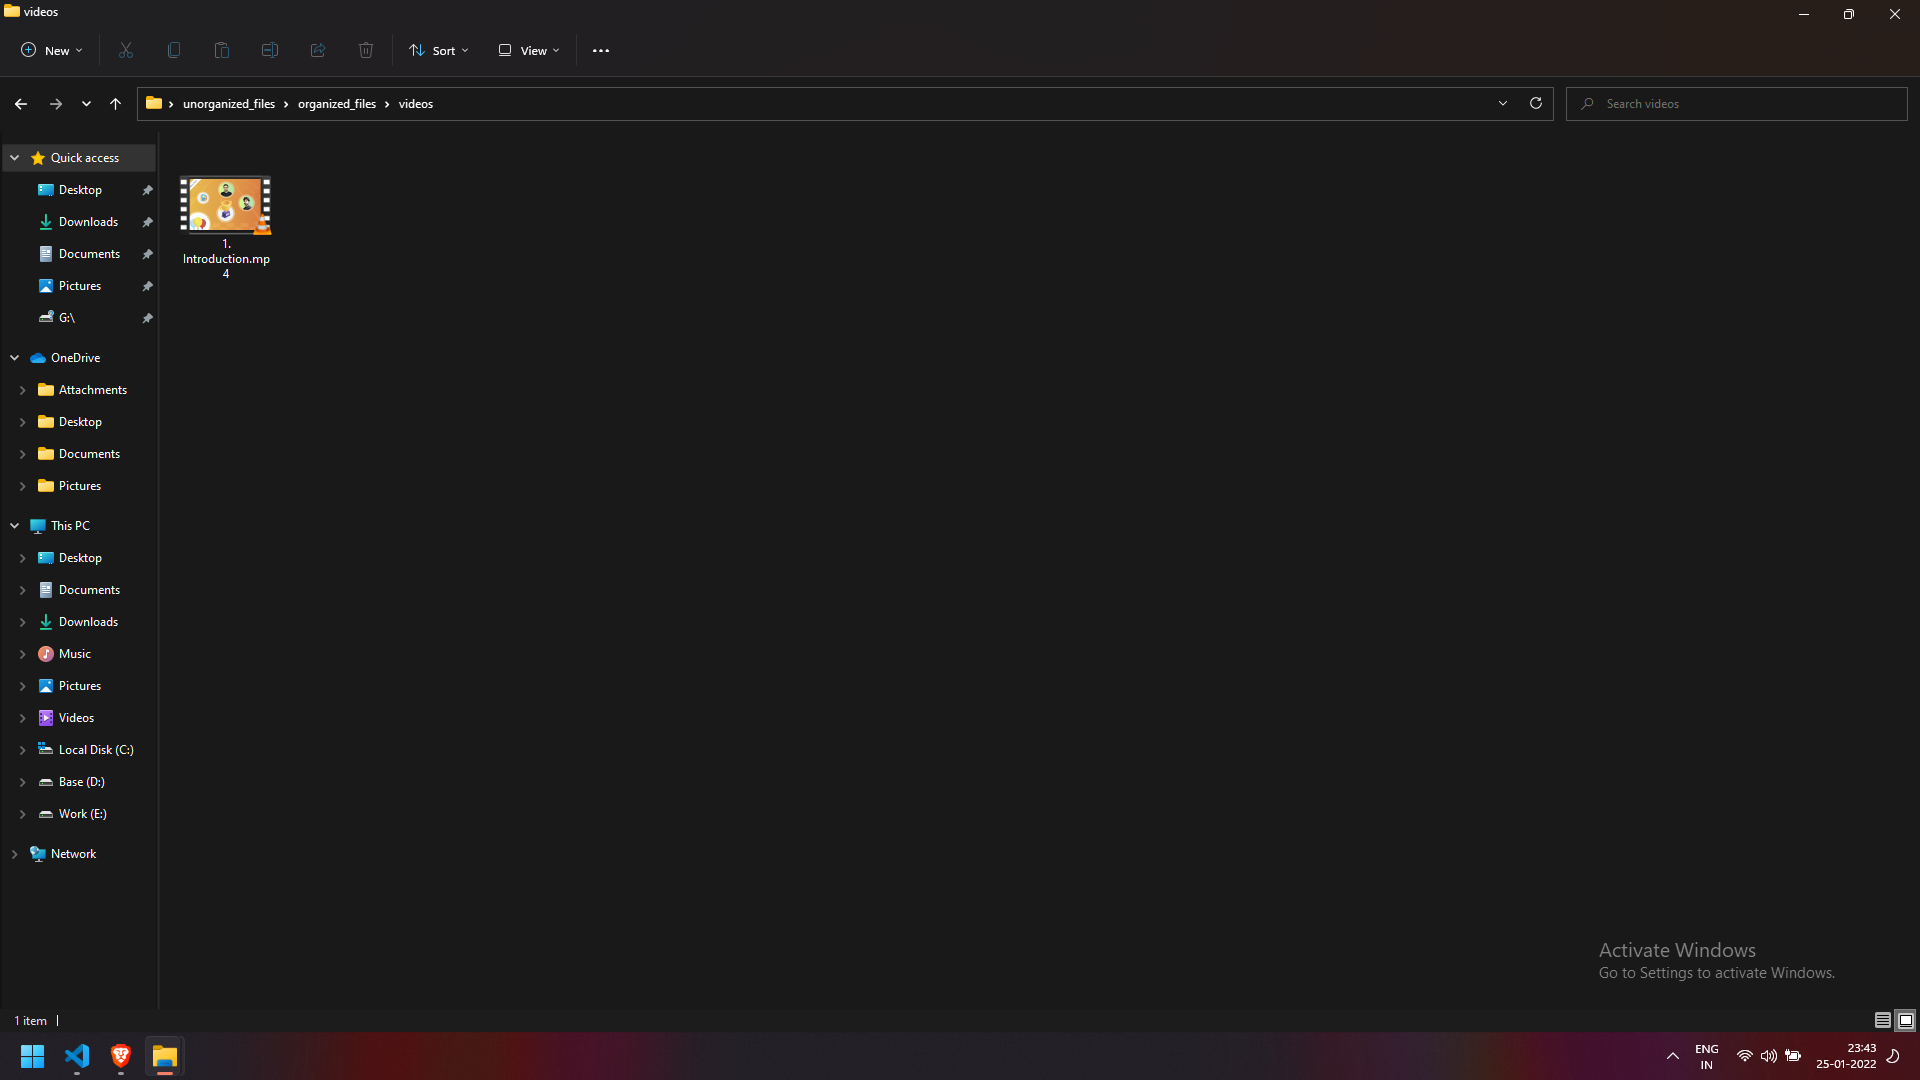 videos
New
Sort
View
unorganized_files
organized_files
videos
Search videos
Quick access
Desktop
Downloads
Documents
Pictures
G:\
OneDrive
Attachments
Desktop
Documents
Pictures
This PC
Desktop
Documents
Downloads
Music
Pictures
Videos
Local Disk (C:)
Base (D:)
Work (E:)
Network
1.
Introduction.mp
4
Activate Windows
Go to Settings to activate Windows.
1 item
ENG
IN
23:43
25-01-2022